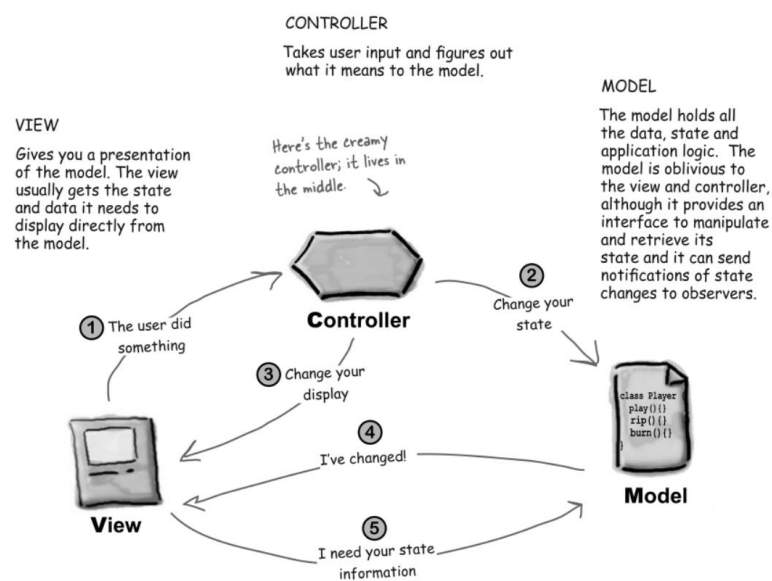 CONTROLLER
Takes user input and figures out
what it means to the model.
MODEL
The model holds all
the data, state and
application logic. The
model is oblivious to
the view and controller,
although it provides an
interface to manipulate
and retrieve its
state and it can send
notifications of state
changes to observers.
VIEW
Gives you a presentation
of the model. The view
usually gets the state
and data it needs to
display directly from
the model.
Here's the creamy
controller; it lives in
the middle.
Controller
1 The user did
something
2
Change your
state
3 Change your
display
class Player {
play(){}
rip(){}
burn(){}
}
4
I've changed!
Model
View
5
I need your state
information